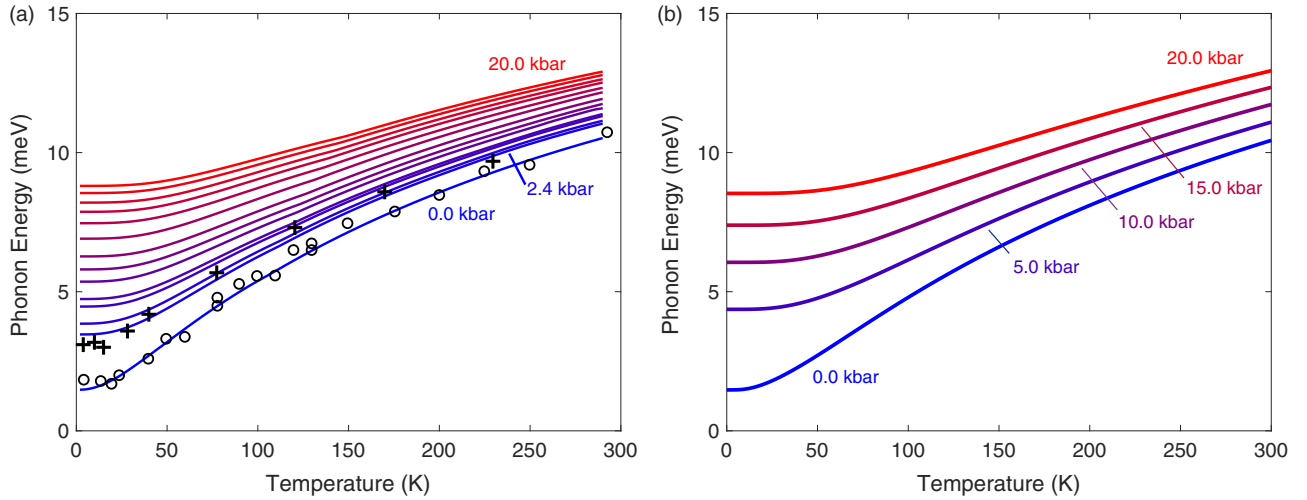 (a)
15
10
5
0
Phonon Energy (meV)
20.0 kbar
2.4 kbar
0.0 kbar
0 50 100 150 200 250 300
Temperature (K)
(b)
15
10
5
0
Phonon Energy (meV)
20.0 kbar
15.0 kbar
10.0 kbar
5.0 kbar
0.0 kbar
0 50 100 150 200 250 300
Temperature (K)